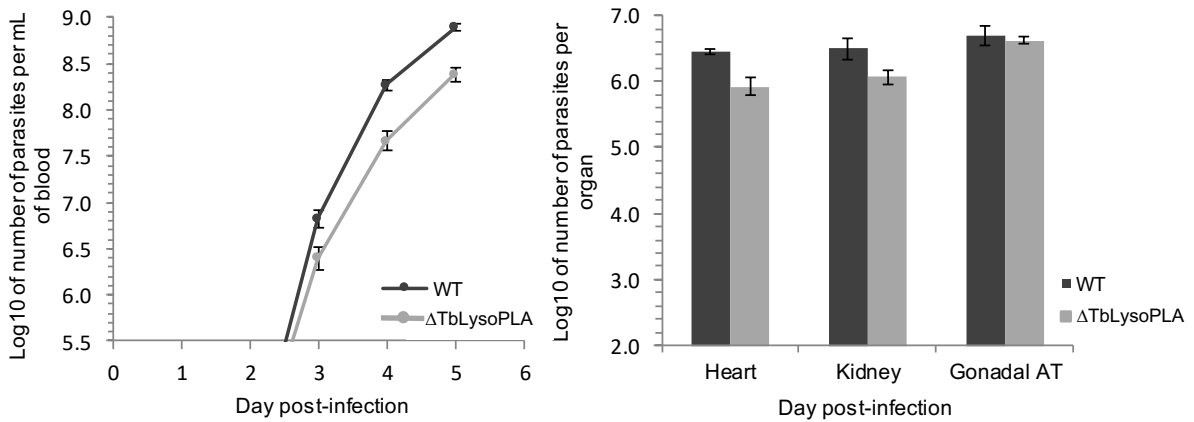 Log10 of number of parasites per mL
of blood
9.0
8.5
8.0
7.5
7.0
6.5
6.0
5.5
0 1 2 3 4 5 6
Day post-infection
WT
ΔTbLysoPLA
Log10 of number of parasites per
organ
7.0
6.0
5.0
4.0
3.0
2.0
Heart Kidney Gonadal AT
Day post-infection
WT
ΔTbLysoPLA